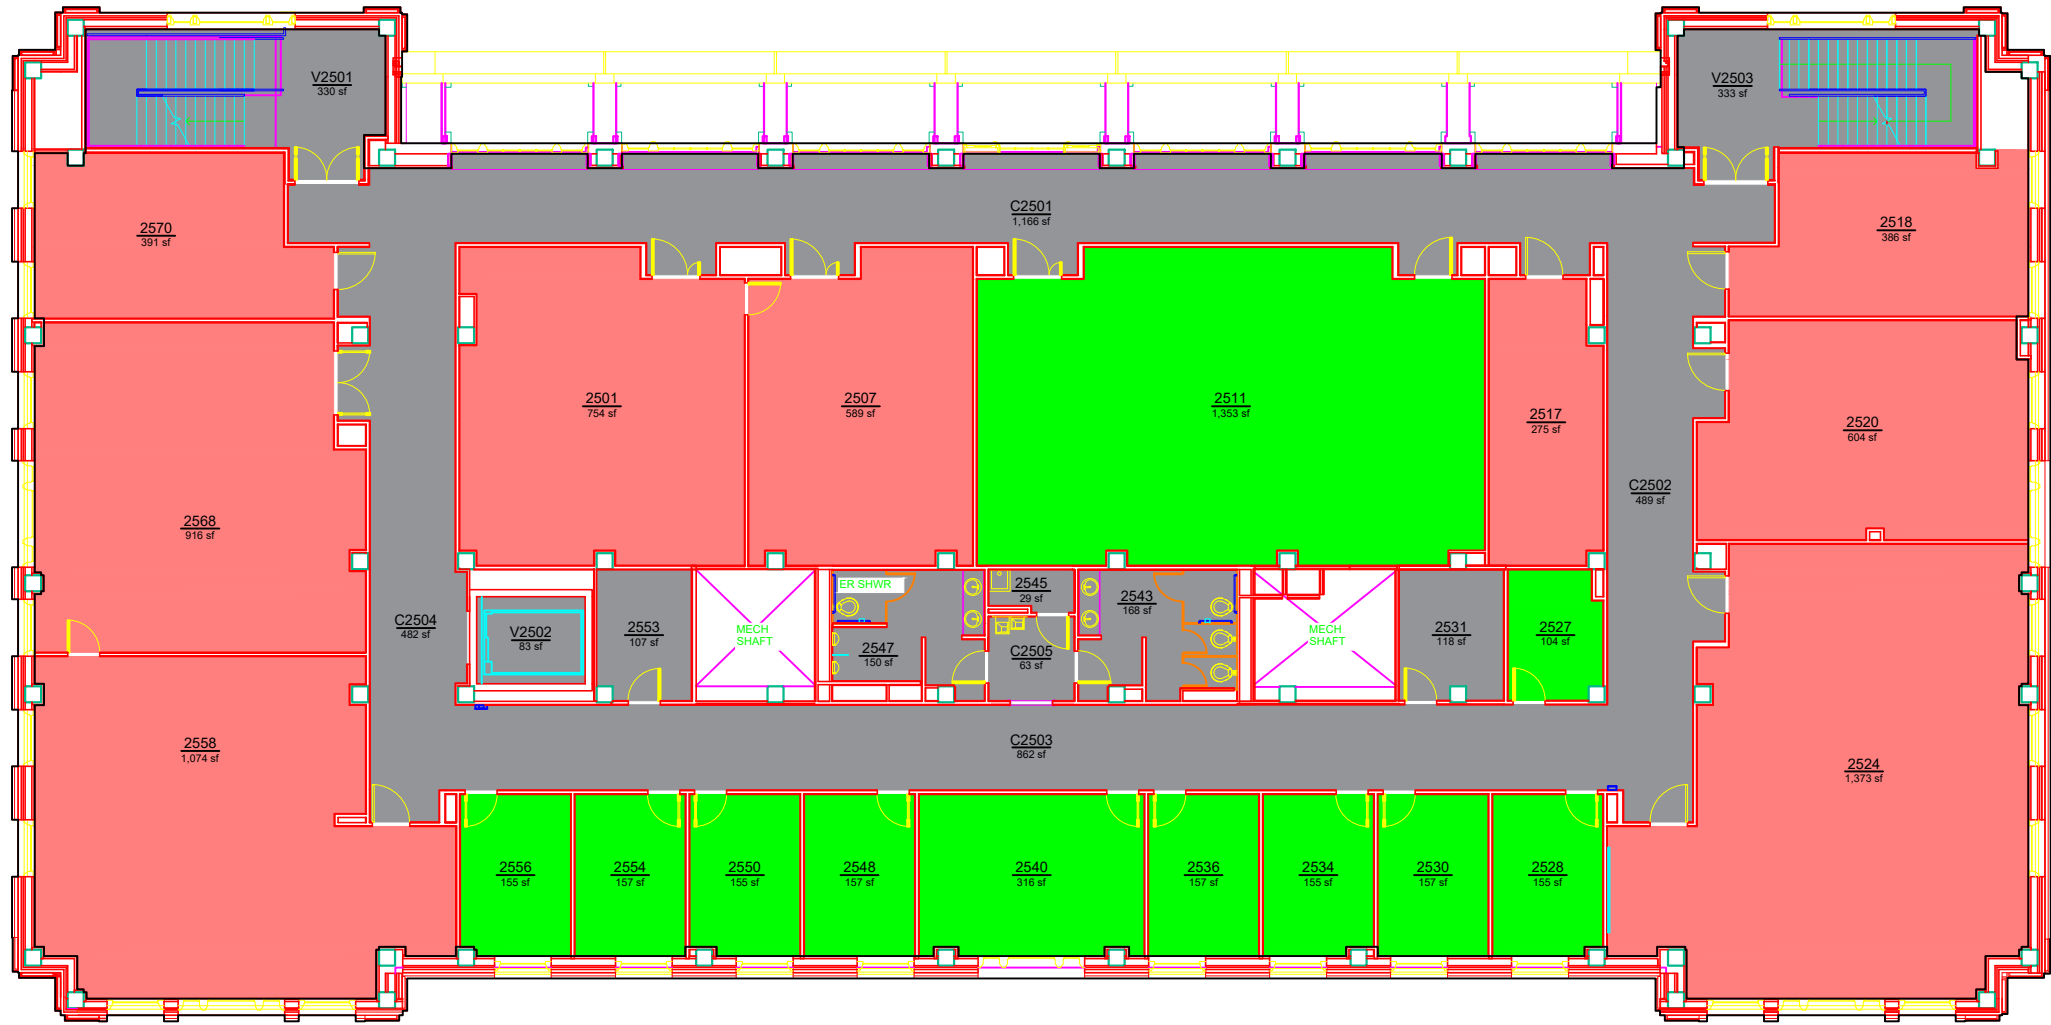 V2501
330 sf
V2503
333 sf
C2501
1,166 sf
2570
391 sf
2518
386 sf
2501
754 sf
2507
589 sf
2511
1,353 sf
2517
275 sf
2520
604 sf
C2502
489 sf
2568
916 sf
ER SHWR
2545
29 sf
2543
168 sf
C2504
482 sf
V2502
83 sf
2553
107 sf
MECH
SHAFT
2547
150 sf
C2505
63 sf
MECH
SHAFT
2531
118 sf
2527
104 sf
2558
1,074 sf
C2503
862 sf
2524
1,373 sf
2556
155 sf
2554
157 sf
2550
155 sf
2548
157 sf
2540
316 sf
2536
157 sf
2534
155 sf
2530
157 sf
2528
155 sf